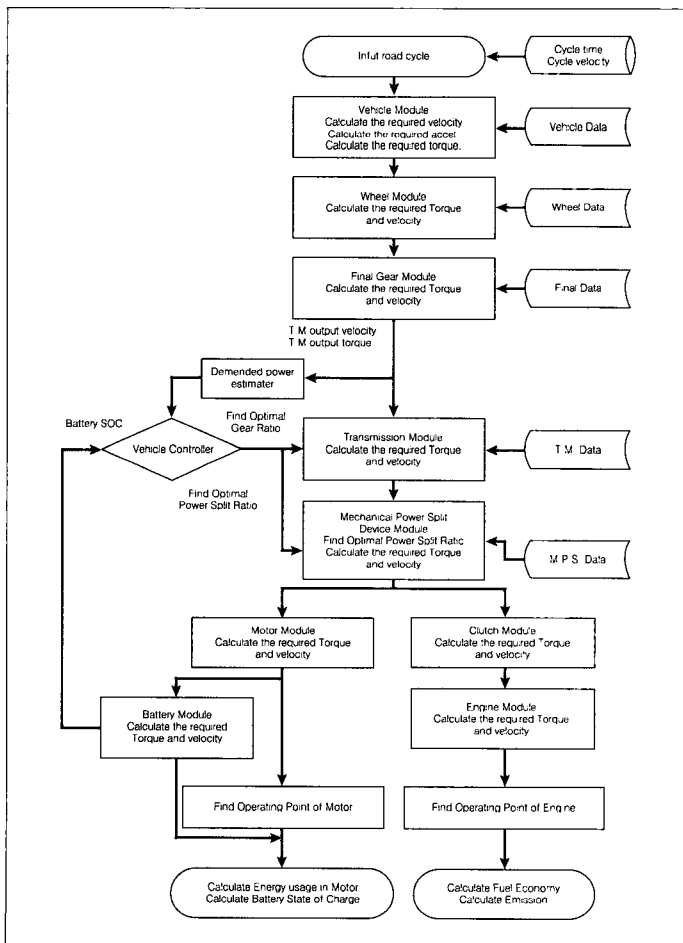 Infut road cycle
Cycle time
Cycle velocity
Vehicle Module
Calculate the required velocity
Calculate the required accel
Calculate the required torque.
Vehicle Data
Wheel Module
Calculate the required Torque
and velocity
Wheel Data
Final Gear Module
Calculate the required Torque
and velocity
Final Data
T M output velocity
T M output torque
Demended power
estimater
Battery SOC
Find Optimal
Gear Ratio
Vehicle Controller
Transmission Module
Calculate the required Torque
and velocity
T M Data
Find Optimal
Power Split Ratio
Mechanical Power Split
Device Module
Find Optimal Power Split Ratic
Calculate the required Torque
and velocity
M P S Data
Motor Module
Calculate the required Torque
and velocity
Clutch Module
Calculate the required Torque
and velocity
Battery Module
Calculate the required
Torque and velocity
Engine Module
Calculate the required Torque
and velocity
Find Operating Point of Motor
Find Operating Point of Engine
Calculate Energy usage in Motor
Calculate Battery State of Charge
Calculate Fuel Economy
Calculate Emission